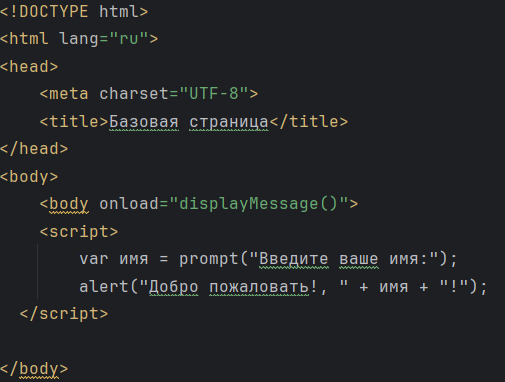 <!DOCTYPE html>
<html lang="ru">
<head>
    <meta charset="UTF-8">
    <title>Базовая страница</title>
</head>
<body>
    <body onload="displayMessage()">
    <script>
        var имя = prompt("Введите ваше имя:");
        alert("Добро пожаловать!, " + имя + "!");
  </script>

</body>